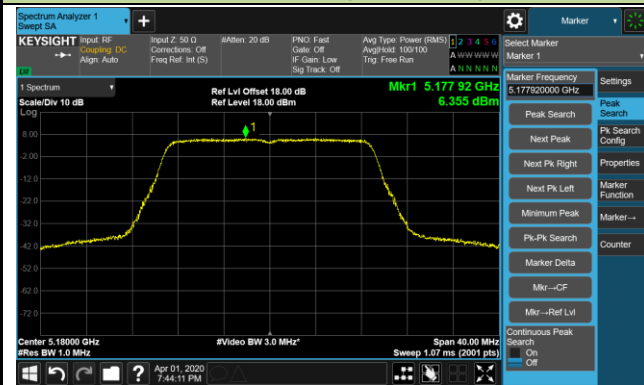 Spectrum Analyzer 1
Swept SA
Marker
KEYSIGHT Input: RF
Coupling: DC
Align: Auto
Input Z: 50 Ω
Corrections: Off
Freq Ref: Int (S)
#Atten: 20 dB
PNO: Fast
Gate: Off
IF Gain: Low
Sig Track: Off
Avg Type: Power (RMS)
Avg|Hold: 100/100
Trig: Free Run
1 2 3 4 5 6
A W W W W W
A N N N N N
Select Marker
Marker 1
1 Spectrum
Scale/Div 10 dB
Log
Ref Lvl Offset 18.00 dB
Ref Level 18.00 dBm
Mkr1 5.177 92 GHz
6.355 dBm
1
8.00
-2.00
-12.0
-22.0
-32.0
-42.0
-52.0
-62.0
-72.0
Center 5.18000 GHz
#Res BW 1.0 MHz
#Video BW 3.0 MHz*
Span 40.00 MHz
Sweep 1.07 ms (2001 pts)
Marker Frequency
5.177920000 GHz
Peak Search
Next Peak
Next Pk Right
Next Pk Left
Minimum Peak
Pk-Pk Search
Marker Delta
Mkr→CF
Mkr→Ref Lvl
Continuous Peak
Search
On
Off
Settings
Peak
Search
Pk Search
Config
Properties
Marker
Function
Marker→
Counter
Apr 01, 2020
7:44:11 PM